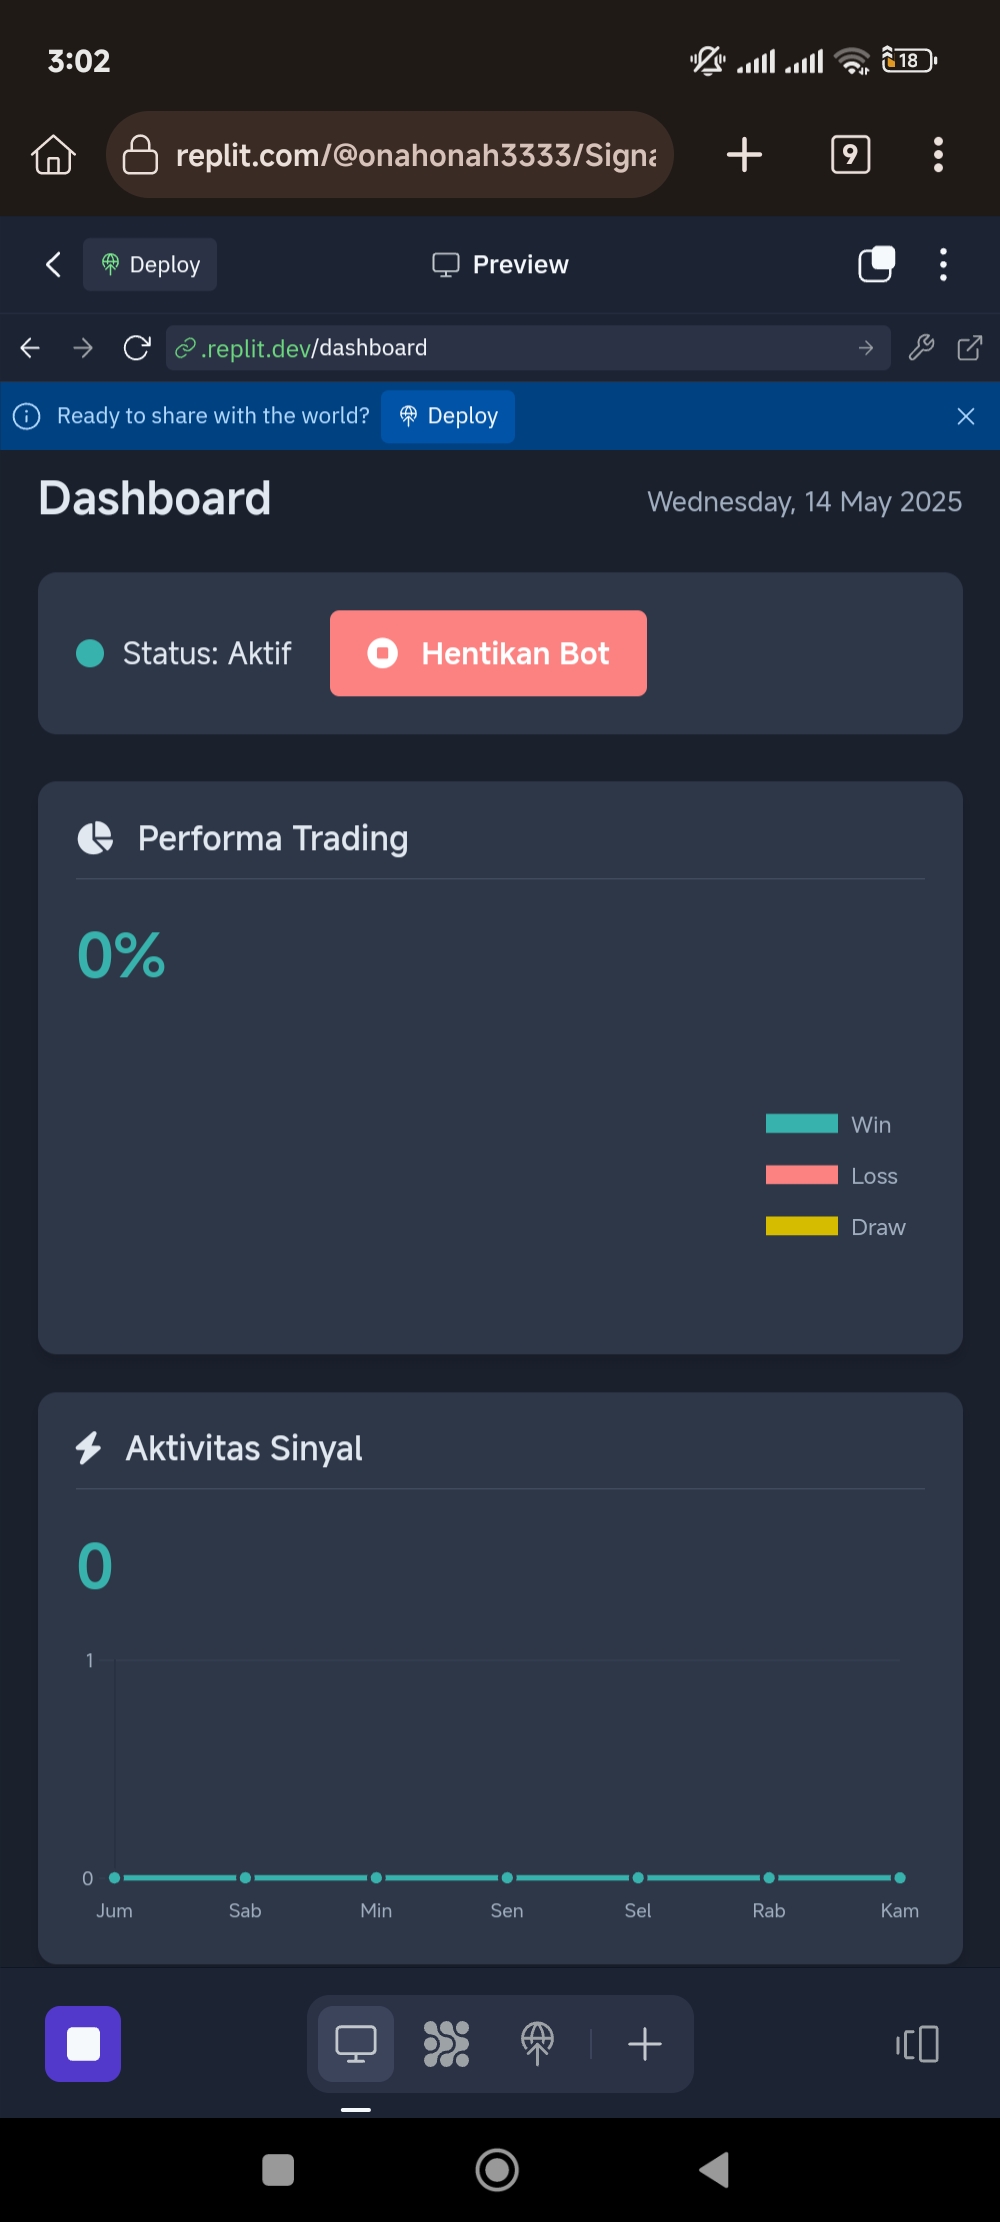 3:02
18
replit.com/@onahonah3333/Signa
9
Deploy
Preview
.replit.dev/dashboard
Ready to share with the world?
Deploy
Dashboard
Wednesday, 14 May 2025
Status: Aktif
Hentikan Bot
Performa Trading
0%
Win
Loss
Draw
Aktivitas Sinyal
0
1
0
Jum Sab Min Sen Sel Rab Kam